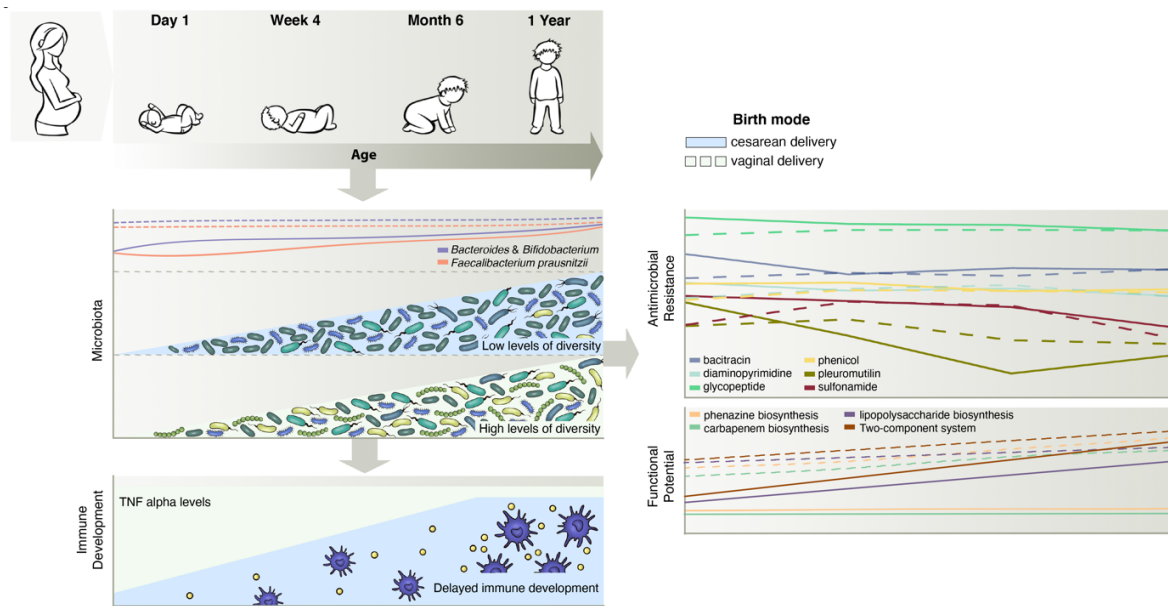 Day 1
Week 4
Month 6
1 Year
Age
Birth mode
cesarean delivery
vaginal delivery
Microbiota
Bacteroides & Bifidobacterium
Faecalibacterium prausnitzii
Low levels of diversity
High levels of diversity
Immune
Development
TNF alpha levels
Delayed immune development
Antimicrobial
Resistance
bacitracin
diaminopyrimidine
glycopeptide
phenicol
pleuromutilin
sulfonamide
Functional
Potential
phenazine biosynthesis
carbapenem biosynthesis
lipopolysaccharide biosynthesis
Two-component system